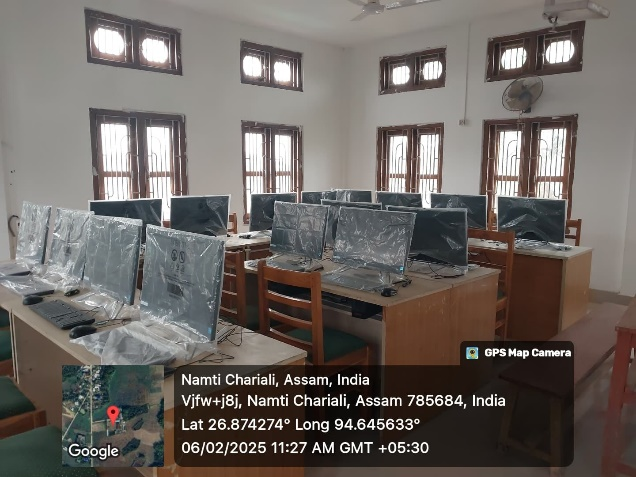 GPS Map Camera
Namti Chariali, Assam, India
Vjfw+j8j, Namti Chariali, Assam 785684, India
Lat 26.874274° Long 94.645633°
06/02/2025 11:27 AM GMT +05:30
Google